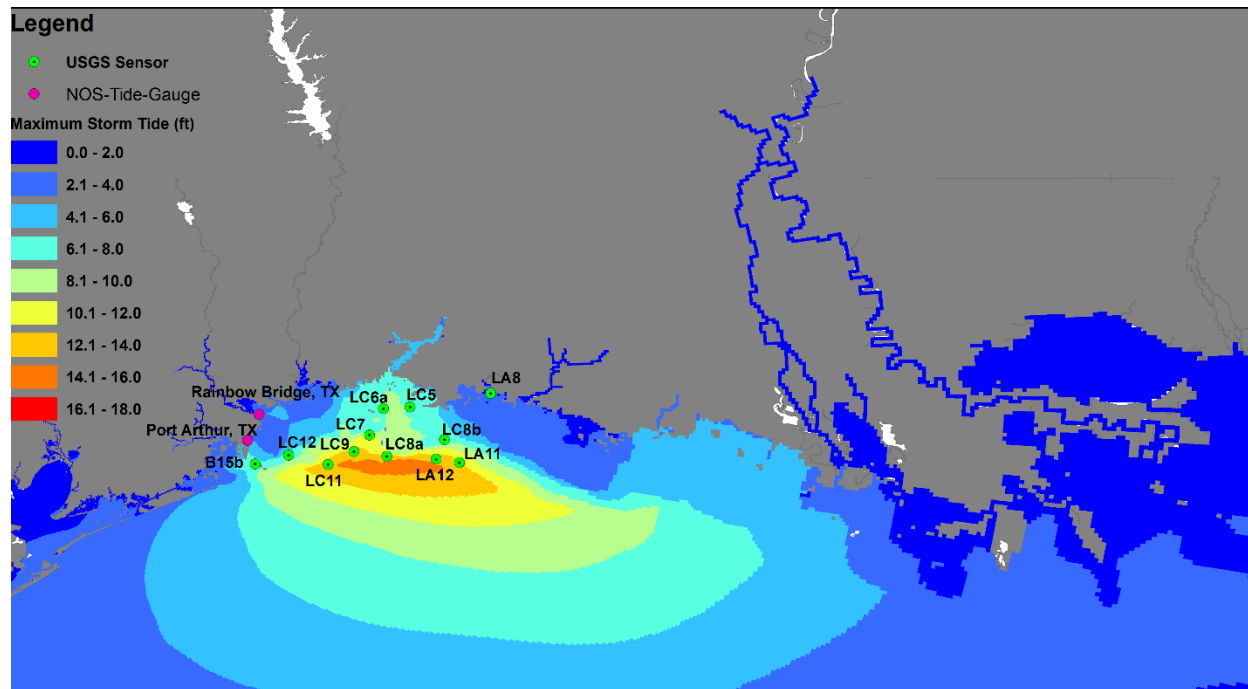 Legend
USGS Sensor
NOS-Tide-Gauge
Maximum Storm Tide (ft)
0.0 - 2.0
2.1 - 4.0
4.1 - 6.0
6.1 - 8.0
8.1 - 10.0
10.1 - 12.0
12.1 - 14.0
14.1 - 16.0
16.1 - 18.0
Rainbow Bridge, TX
Port Arthur, TX
B15b
LC12
LC11
LC9
LC7
LC6a
LC5
LC8a
LC8b
LA12
LA11
LA8